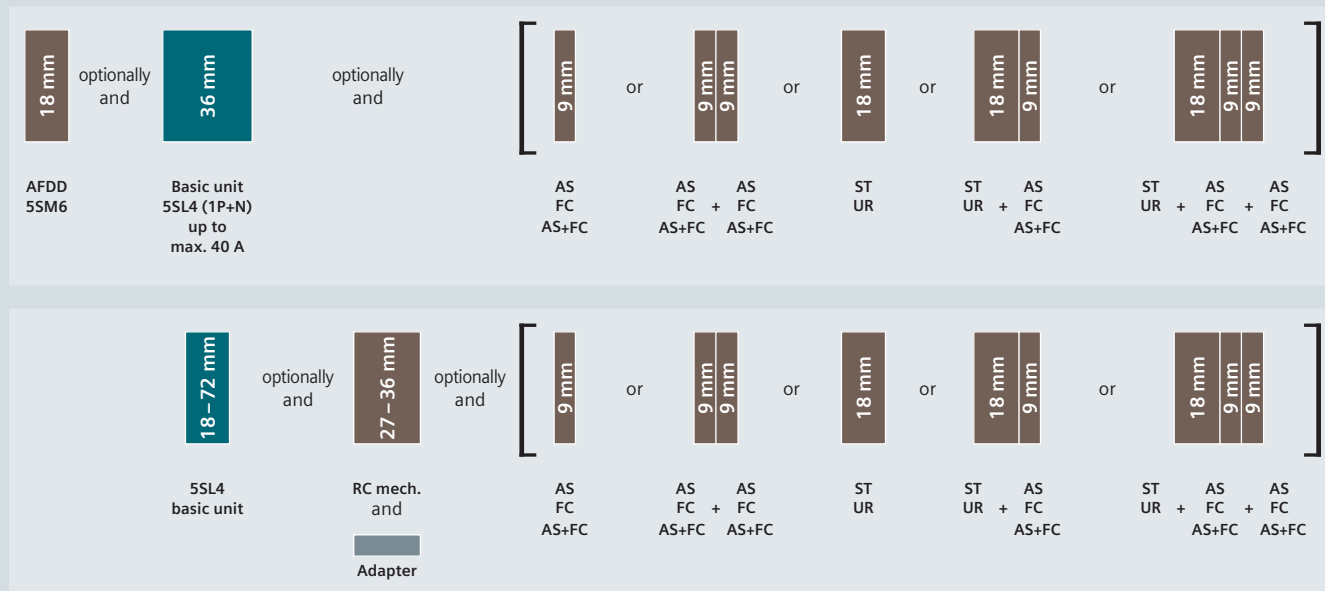 18 mm
optionally
and
36 mm
optionally
and
9 mm
or
9 mm
9 mm
or
18 mm
or
18 mm
9 mm
or
18 mm
9 mm
9 mm
AFDD
5SM6
Basic unit
5SL4 (1P+N)
up to
max. 40 A
AS
FC
AS+FC
AS AS
FC + FC
AS+FC AS+FC
ST
UR
ST AS
UR + FC
AS+FC
ST AS AS
UR + FC + FC
AS+FC AS+FC
18 – 72 mm
optionally
and
27 – 36 mm
optionally
and
9 mm
or
9 mm
9 mm
or
18 mm
or
18 mm
9 mm
or
18 mm
9 mm
9 mm
5SL4
basic unit
RC mech.
and
Adapter
AS
FC
AS+FC
AS AS
FC + FC
AS+FC AS+FC
ST
UR
ST AS
UR + FC
AS+FC
ST AS AS
UR + FC + FC
AS+FC AS+FC